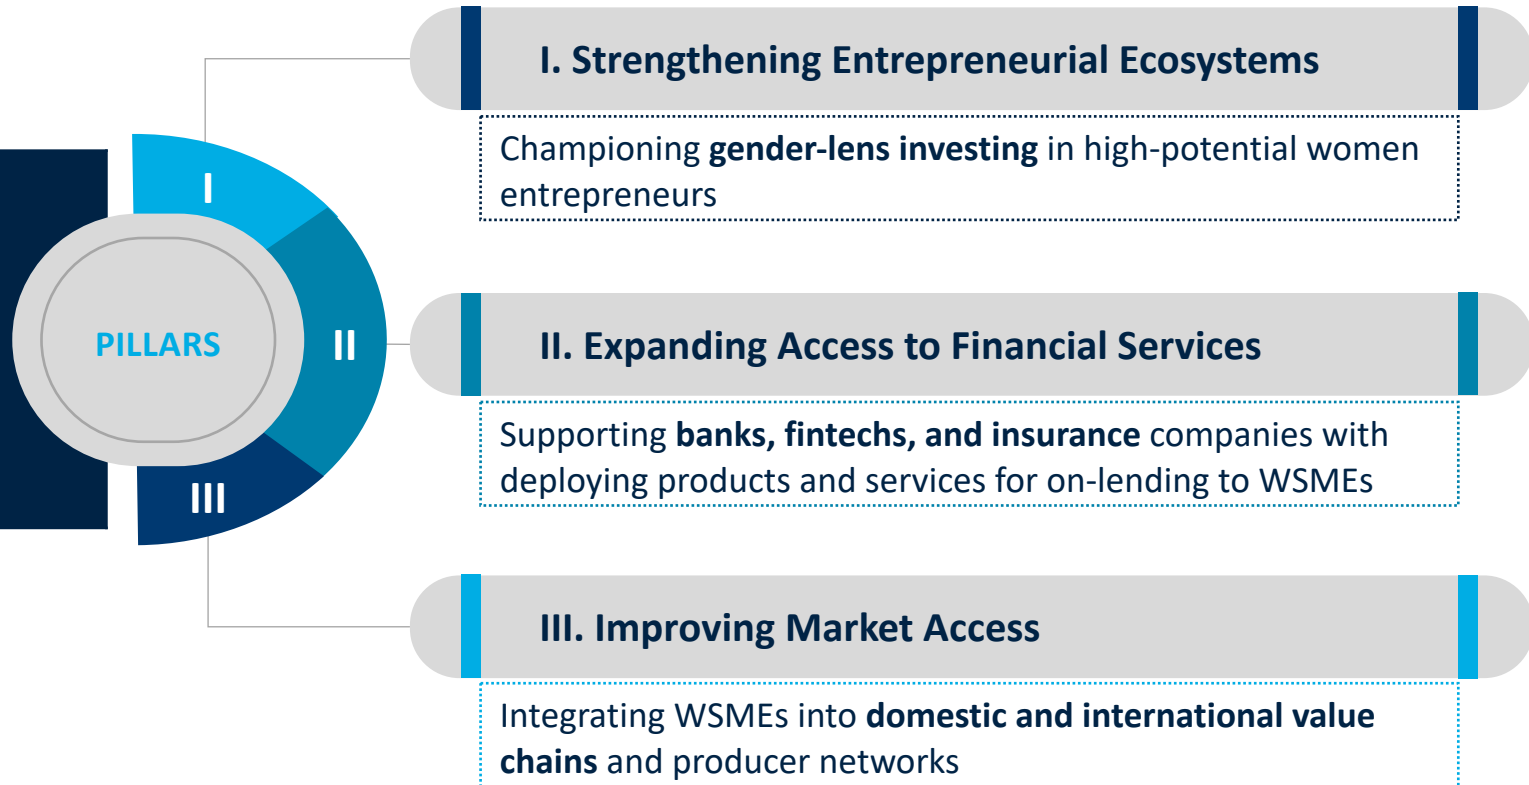 I. Strengthening Entrepreneurial Ecosystems
Championing gender-lens investing in high-potential women
entrepreneurs
I
PILLARS
II
II. Expanding Access to Financial Services
Supporting banks, fintechs, and insurance companies with
deploying products and services for on-lending to WSMEs
III
III. Improving Market Access
Integrating WSMEs into domestic and international value
chains and producer networks